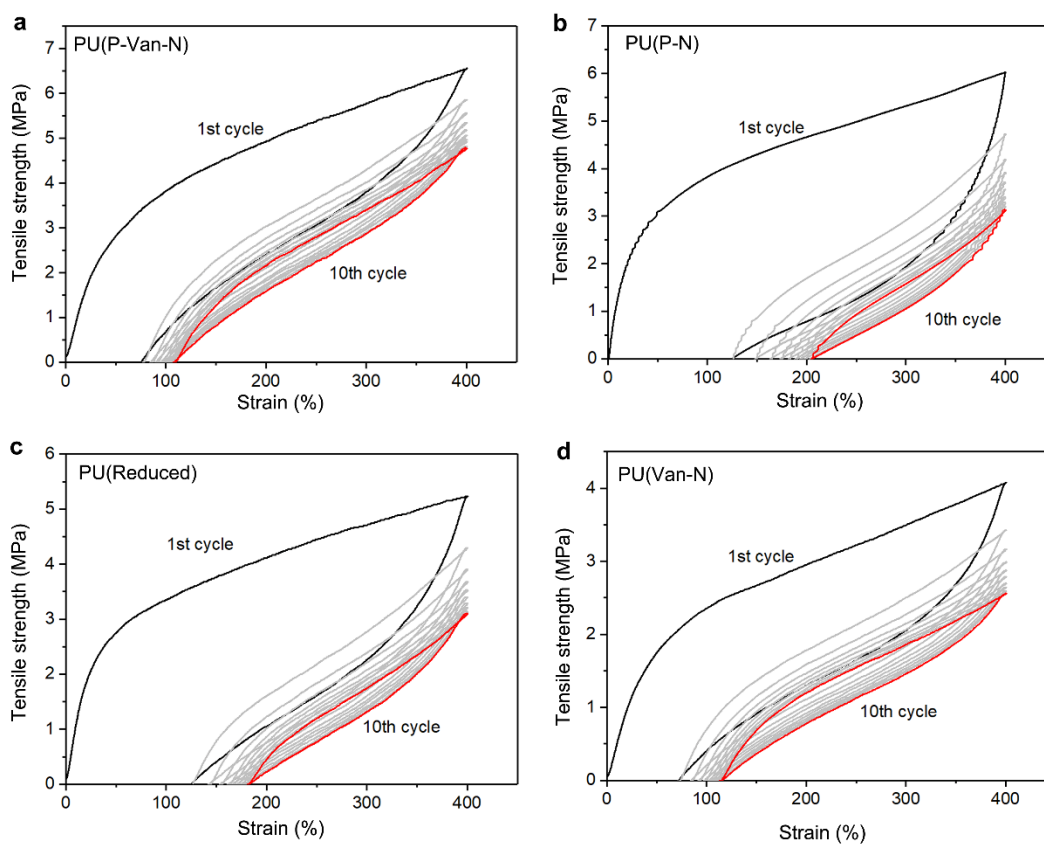 a
PU(P-Van-N)
7
6
5
4
3
2
1
0
Tensile strength (MPa)
1st cycle
10th cycle
0 100 200 300 400
Strain (%)
b
PU(P-N)
7
6
5
4
3
2
1
0
Tensile strength (MPa)
1st cycle
10th cycle
0 100 200 300 400
Strain (%)
c
PU(Reduced)
6
5
4
3
2
1
0
Tensile strength (MPa)
1st cycle
10th cycle
0 100 200 300 400
Strain (%)
d
PU(Van-N)
4
3
2
1
0
Tensile strength (MPa)
1st cycle
10th cycle
0 100 200 300 400
Strain (%)